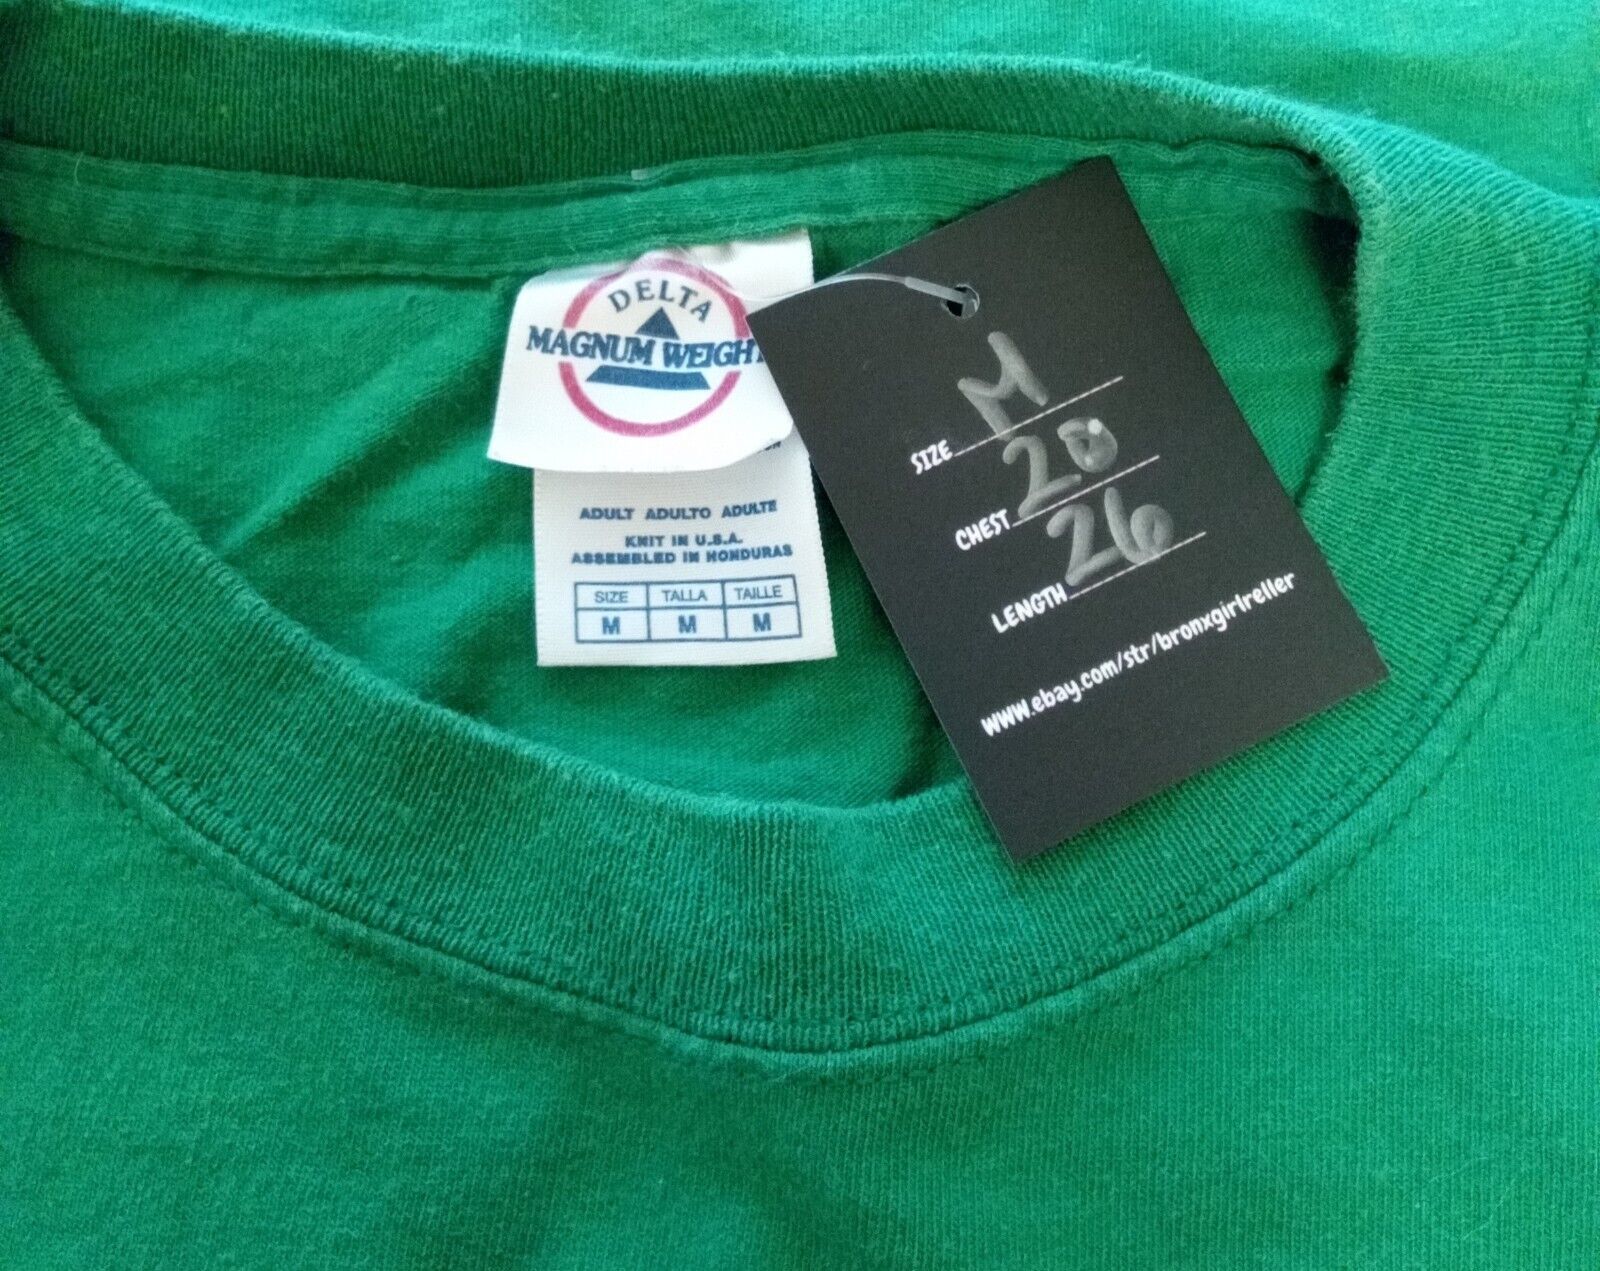 DELTA
MAGNUM WEIGHT
ADULT ADULTO ADULTE
KNIT IN U.S.A.
ASSEMBLED IN HONDURAS
SIZE TALLA TAILLE
M M M
SIZE M
CHEST 20
LENGTH 26
www.ebay.com/str/bronxgirlreller